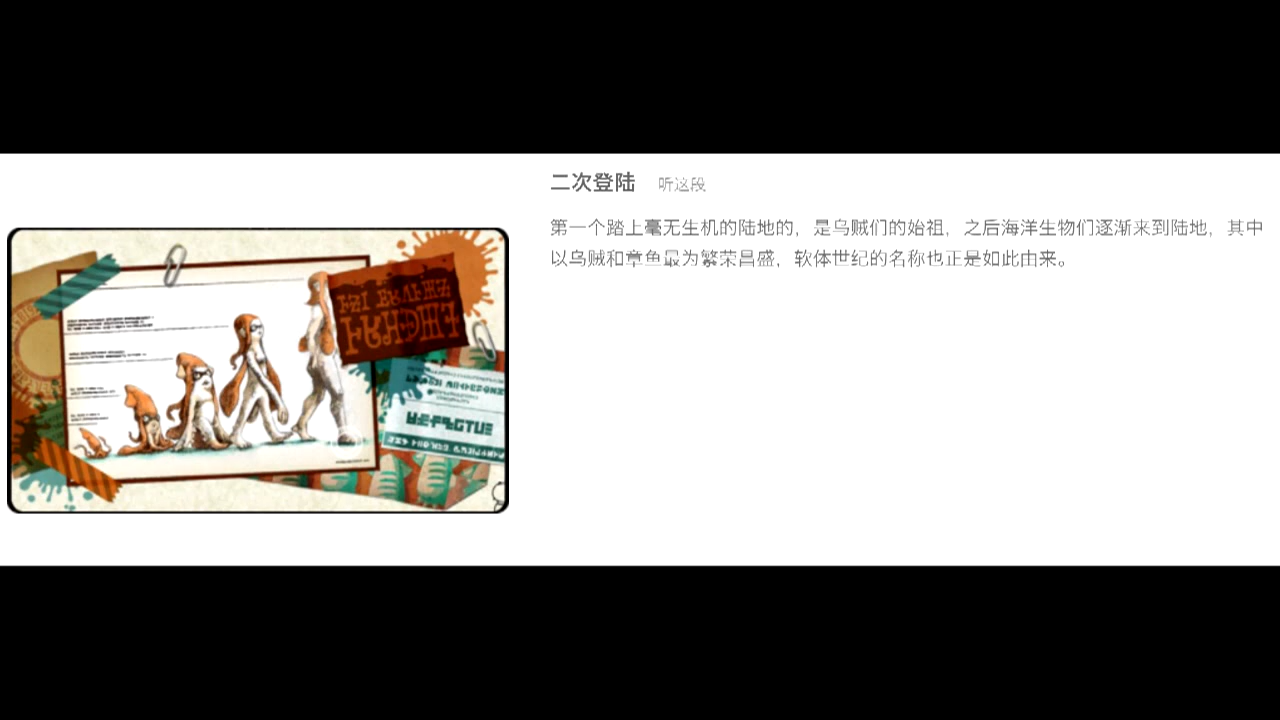 二次登陆 听这段
第一个踏上毫无生机的陆地的，是乌贼们的始祖，之后海洋生物们逐渐来到陆地，其中
以乌贼和章鱼最为繁荣昌盛，软体世纪的名称也正是如此由来。